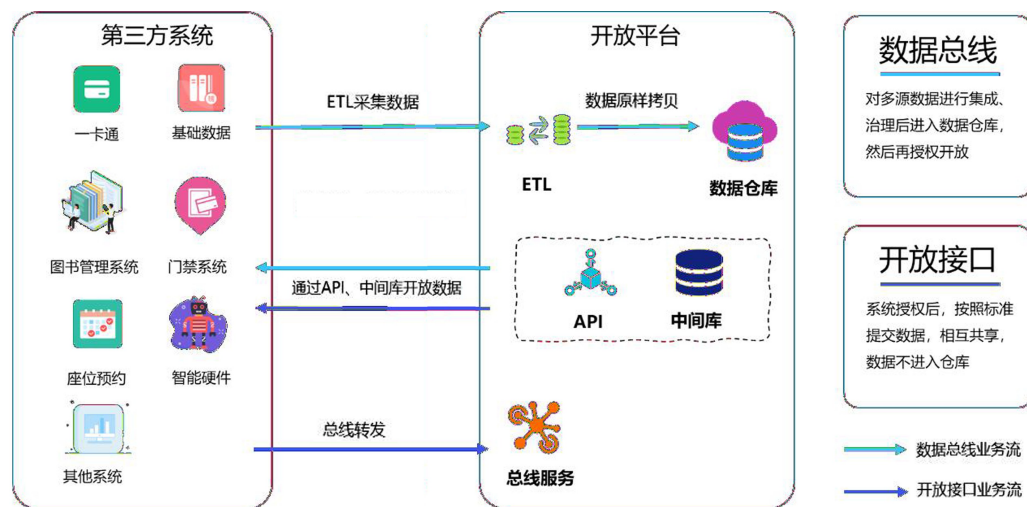 第三方系统
一卡通
基础数据
图书管理系统
门禁系统
座位预约
智能硬件
其他系统
ETL采集数据
通过API、中间库开放数据
总线转发
开放平台
数据原样拷贝
ETL
数据仓库
API
中间库
总线服务
数据总线
对多源数据进行集成、
治理后进入数据仓库，
然后再授权开放
开放接口
系统授权后，按照标准
提交数据，相互共享，
数据不进入仓库
数据总线业务流
开放接口业务流